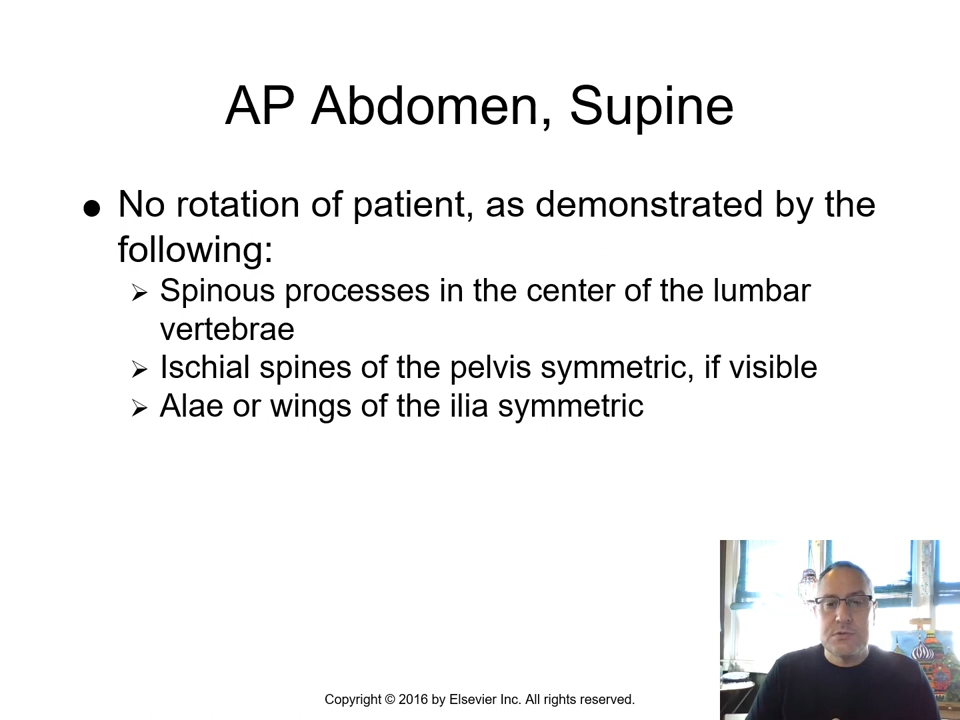 AP Abdomen, Supine
● No rotation of patient, as demonstrated by the
following:
➢ Spinous processes in the center of the lumbar
vertebrae
➢ Ischial spines of the pelvis symmetric, if visible
➢ Alae or wings of the ilia symmetric
Copyright © 2016 by Elsevier Inc. All rights reserved.